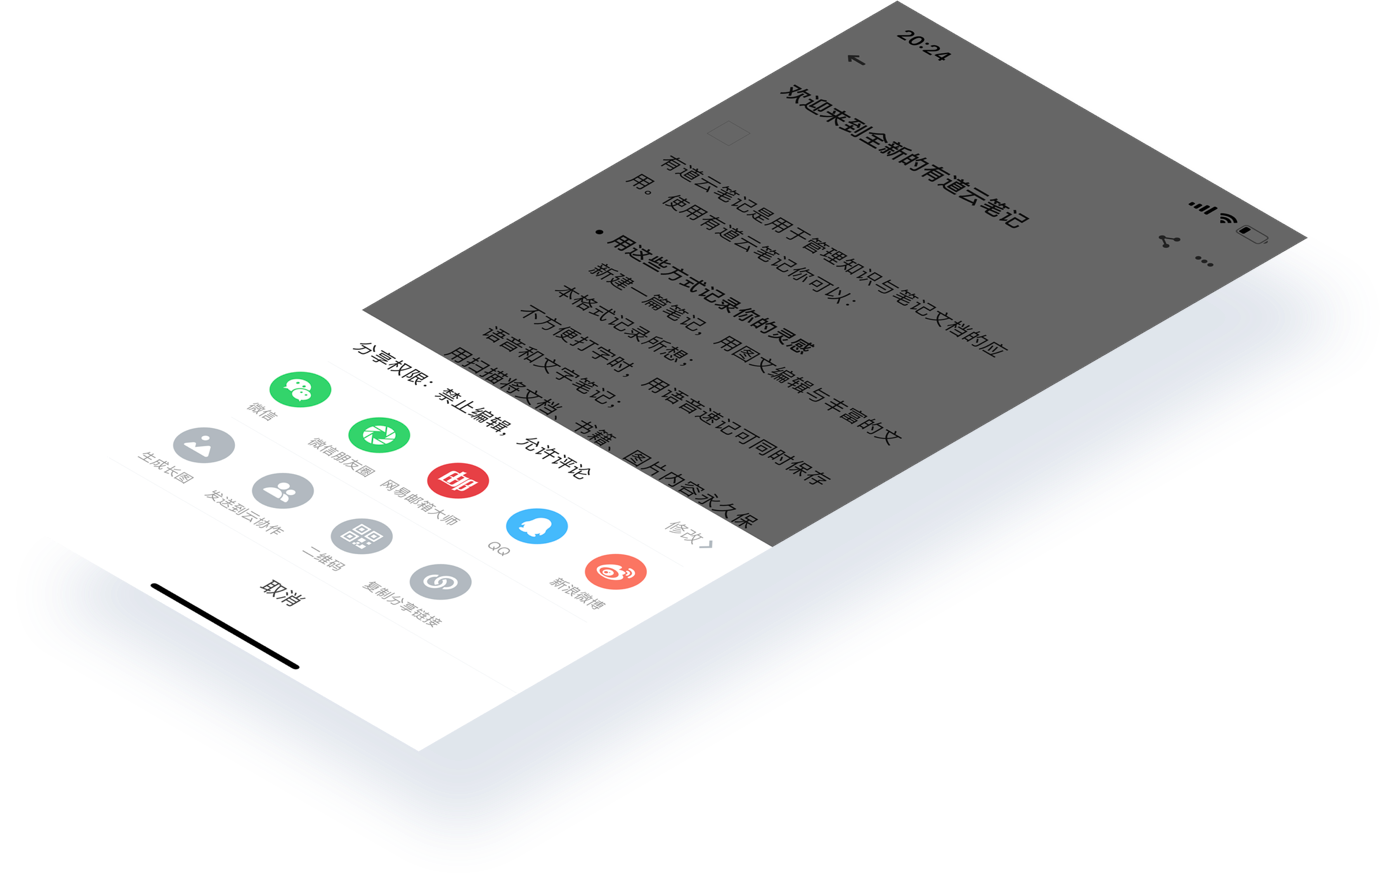 20:24
欢迎来到全新的有道云笔记
有道云笔记是用于管理知识与笔记文档的应
用。使用有道云笔记你可以：
• 用这些方式记录你的灵感
新建一篇笔记，用图文编辑与丰富的文
本格式记录所想；
不方便打字时，用语音速记可同时保存
语音和文字笔记；
用扫描将文档、书籍、图片内容永久保
分享权限：禁止编辑，允许评论
修改
微信
微信朋友圈
网易邮箱大师
QQ
新浪微博
生成长图
发送到云协作
二维码
复制分享链接
取消
邮